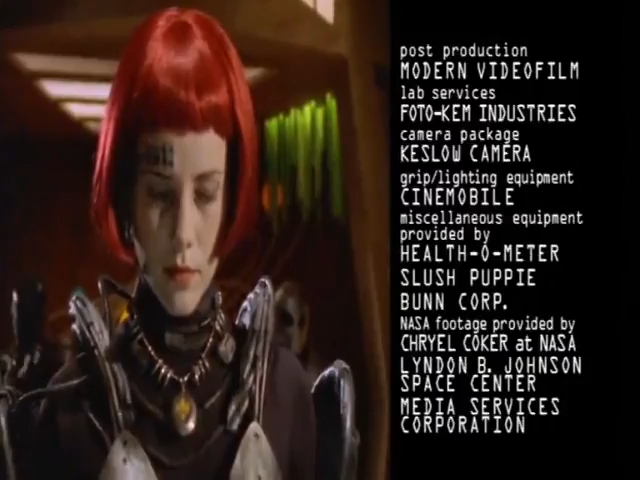 post production
MODERN VIDEOFILM
lab services
FOTO-KEM INDUSTRIES
camera package
KESLOW CAMERA
grip/lighting equipment
CINEMOBILE
miscellaneous equipment
provided by
HEALTH-O-METER
SLUSH PUPPIE
BUNN CORP.
NASA footage provided by
CHRYEL COKER at NASA
LYNDON B. JOHNSON
SPACE CENTER
MEDIA SERVICES
CORPORATION